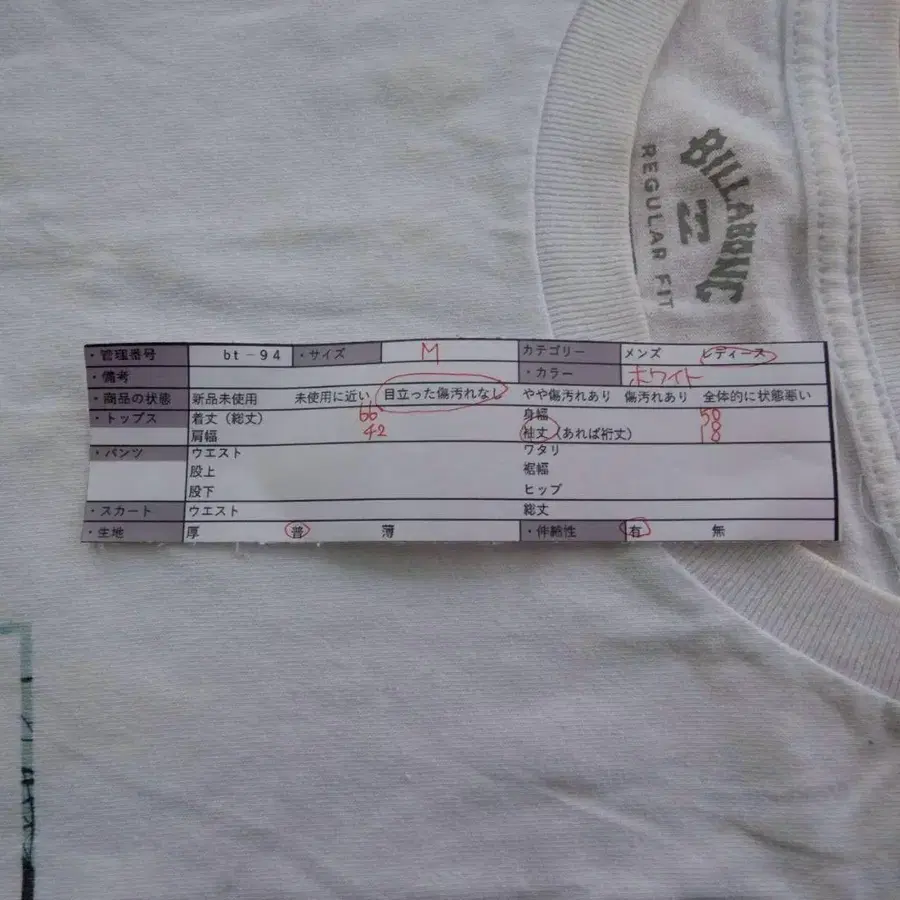 BILLABONG
REGULAR FIT
・管理番号 bt-94 ・サイズ M カテゴリー メンズ レディース
・備考 ・カラー ホワイト
・商品の状態 新品未使用 未使用に近い 目立った傷汚れなし やや傷汚れあり 傷汚れあり 全体的に状態悪い
・トップス 着丈（総丈） 66 身幅 50
肩幅 42 袖丈（あれば裄丈） 18
・パンツ ウエスト ワタリ
股上 裾幅
股下 ヒップ
・スカート ウエスト 総丈
・生地 厚 普 薄 ・伸縮性 有 無